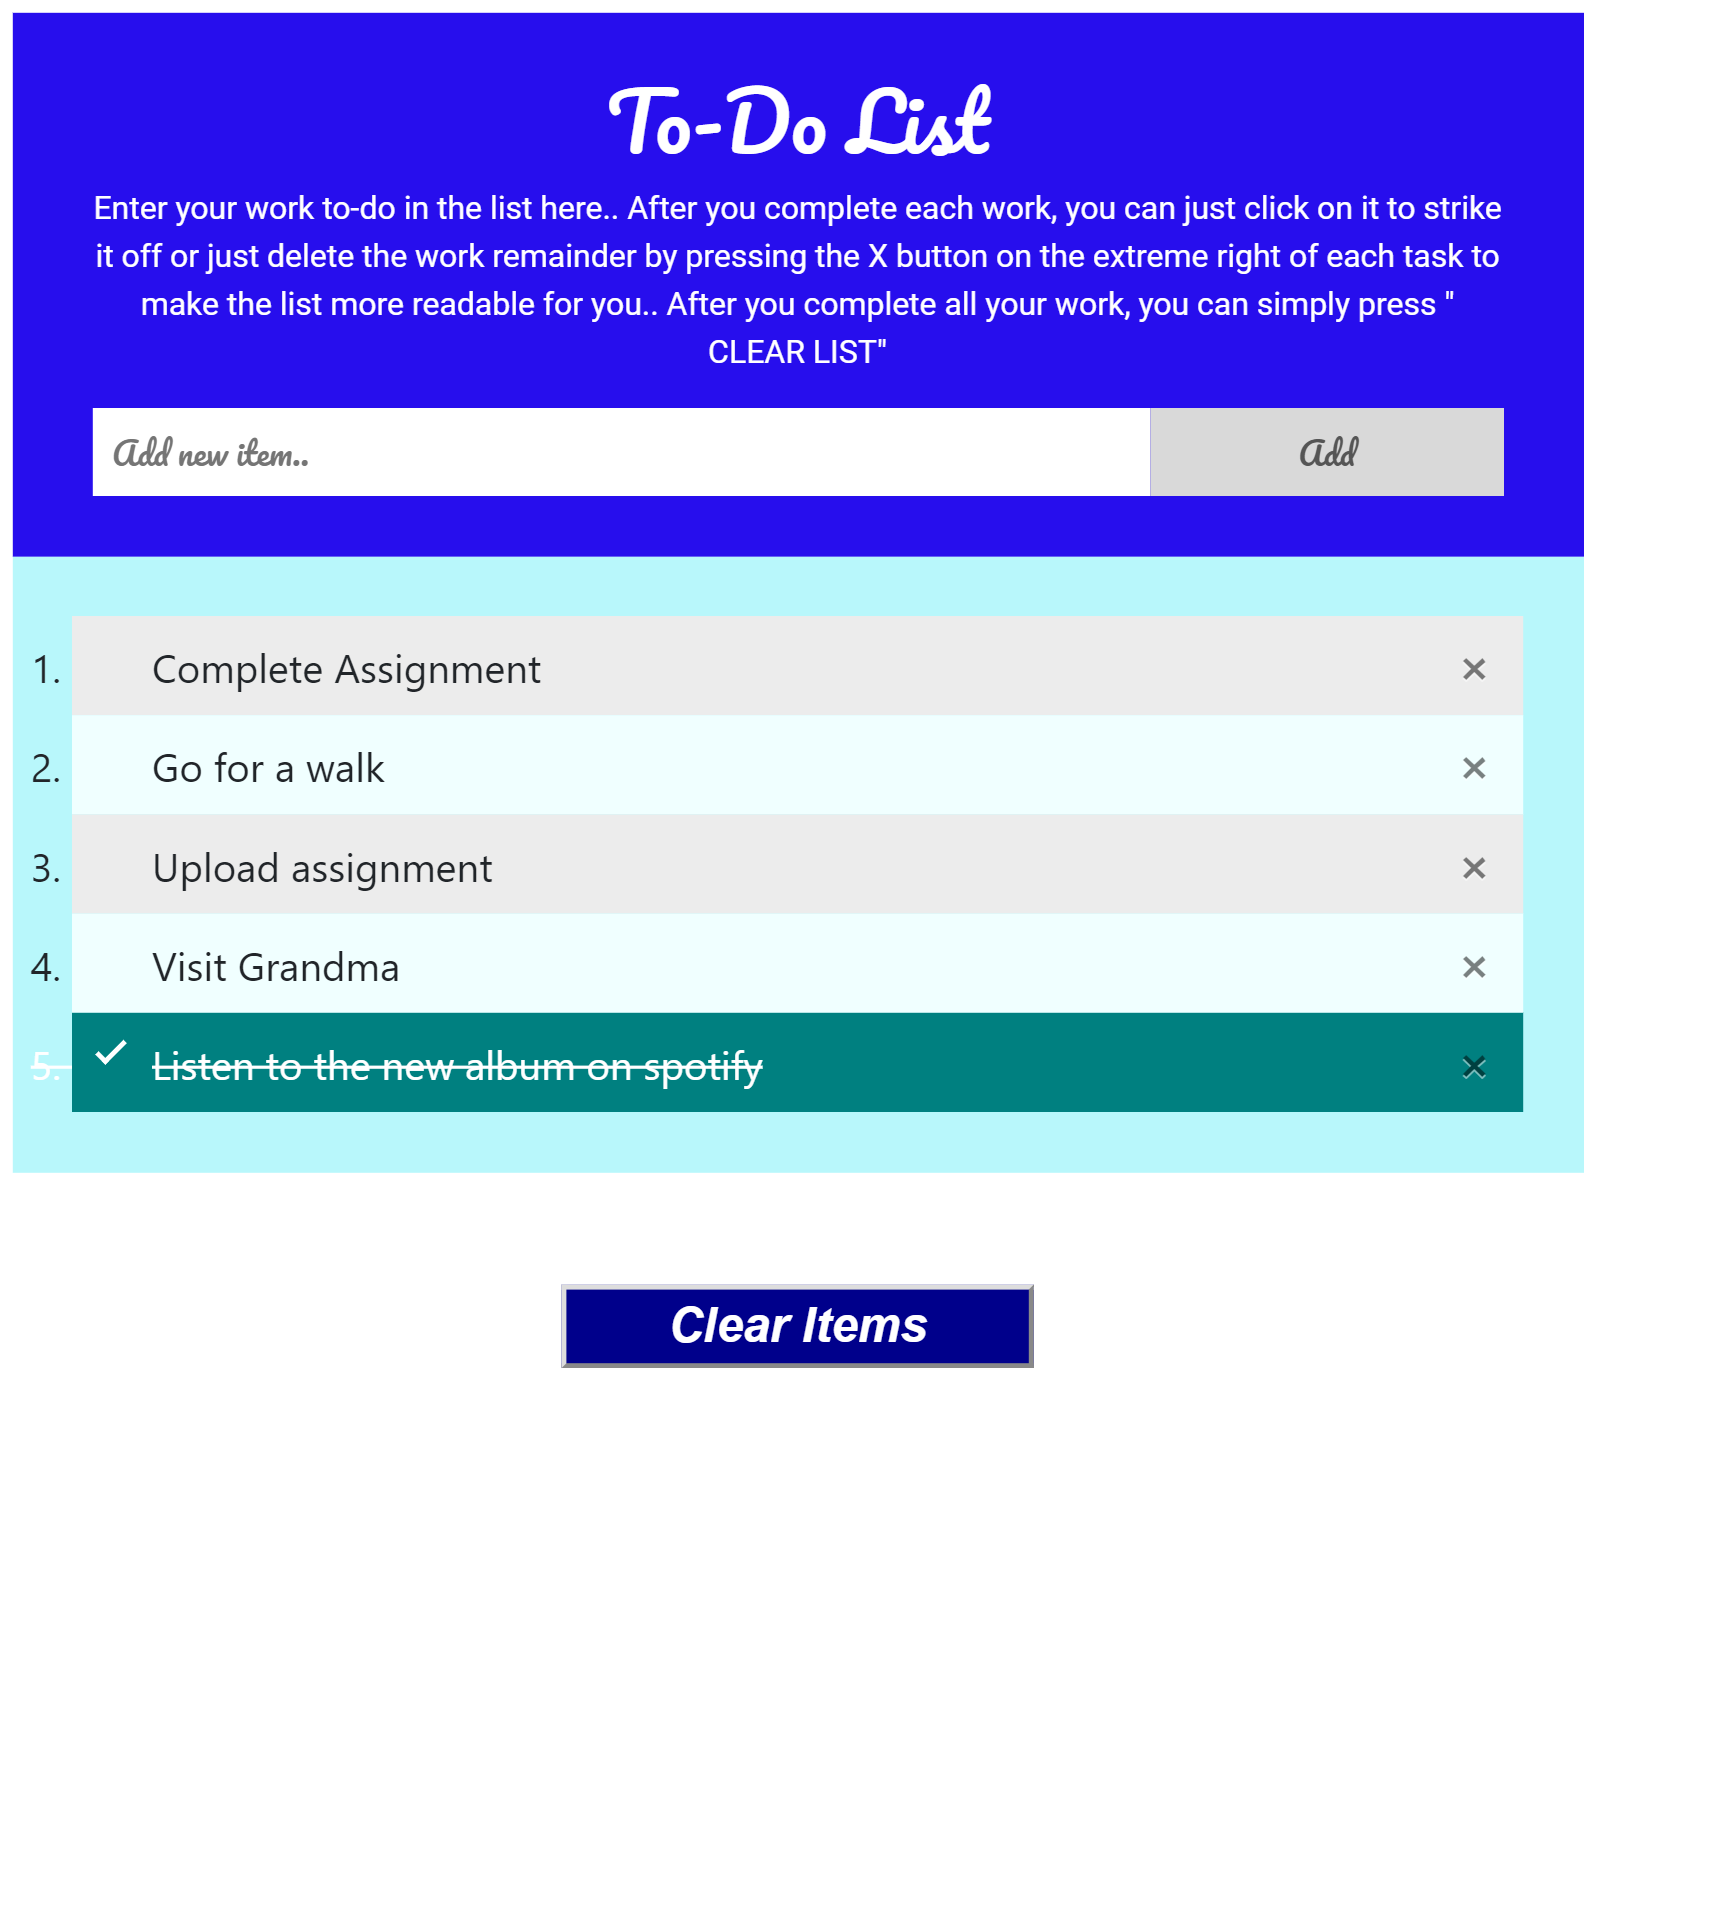 To-Do List
Enter your work to-do in the list here.. After you complete each work, you can just click on it to strike
it off or just delete the work remainder by pressing the X button on the extreme right of each task to
make the list more readable for you.. After you complete all your work, you can simply press "
CLEAR LIST"
Add new item.. Add
1. Complete Assignment ×
2. Go for a walk ×
3. Upload assignment ×
4. Visit Grandma ×
5. Listen to the new album on spotify ×
Clear Items